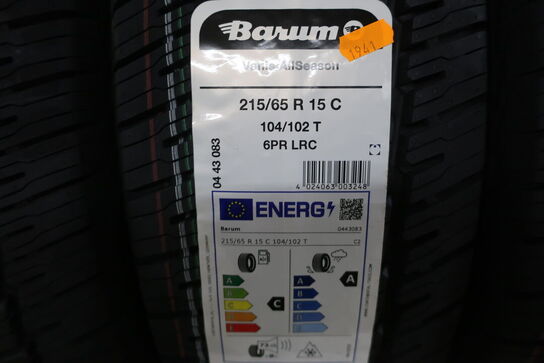 Barum
1941
Vanis AllSeason
215/65 R 15 C
104/102 T
6PR LRC
04 43 083
4 024063 003248
ENERG
Barum
0443083
215/65 R 15 C 104/102 T
C2
A
B
C
D
E
C
A
B
C
D
E
A